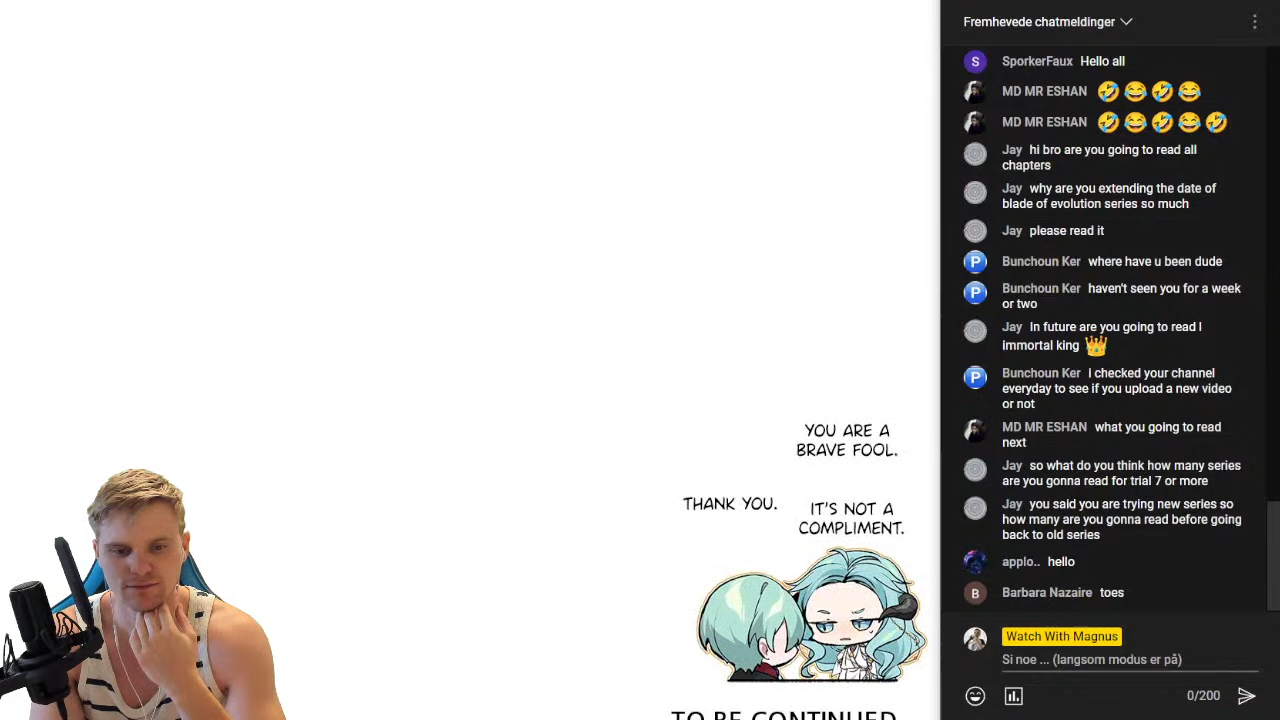 YOU ARE A
BRAVE FOOL.
THANK YOU.
IT'S NOT A
COMPLIMENT.
TO BE CONTINUED
Fremhevede chatmeldinger
S SporkerFaux Hello all
MD MR ESHAN 🤣😂🤣😂
MD MR ESHAN 🤣😂🤣😂🤣
Jay hi bro are you going to read all
chapters
Jay why are you extending the date of
blade of evolution series so much
Jay please read it
P Bunchoun Ker where have u been dude
P Bunchoun Ker haven't seen you for a week
or two
Jay In future are you going to read I
immortal king 👑
P Bunchoun Ker I checked your channel
everyday to see if you upload a new video
or not
MD MR ESHAN what you going to read
next
Jay so what do you think how many series
are you gonna read for trial 7 or more
Jay you said you are trying new series so
how many are you gonna read before going
back to old series
applo.. hello
B Barbara Nazaire toes
Watch With Magnus
Si noe ... (langsom modus er på)
0/200